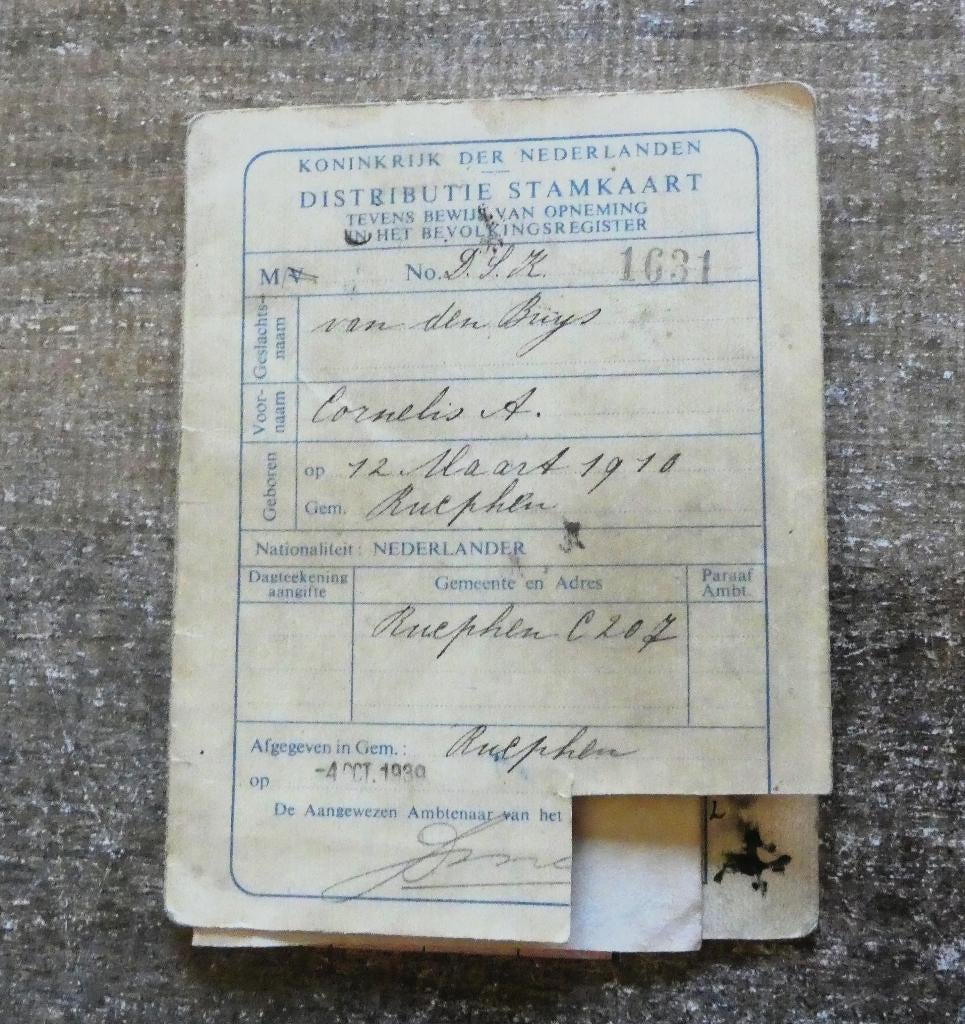 KONINKRIJK DER NEDERLANDEN
DISTRIBUTIE STAMKAART
TEVENS BEWIJS VAN OPNEMING
IN HET BEVOLKINGSREGISTER
M/V No. D. S. K. 1631
Geslachts-naam van den Buys
Voor-naam Cornelis A.
Geboren op 12 Maart 1910
Gem. Rucphen
Nationaliteit: NEDERLANDER
Dagteekening aangifte Gemeente en Adres Paraaf Ambt.
Rucphen C 207
Afgegeven in Gem.: Rucphen
op -4 OCT. 1939
De Aangewezen Ambtenaar van het
L